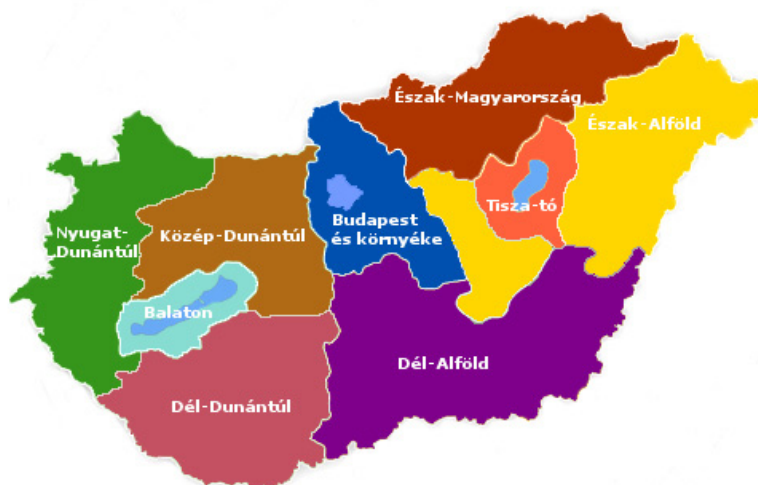 Észak-Magyarország
Észak-Alföld
Tisza-tó
Budapest
és környéke
Nyugat-
Dunántúl
Közép-Dunántúl
Balaton
Dél-Alföld
Dél-Dunántúl